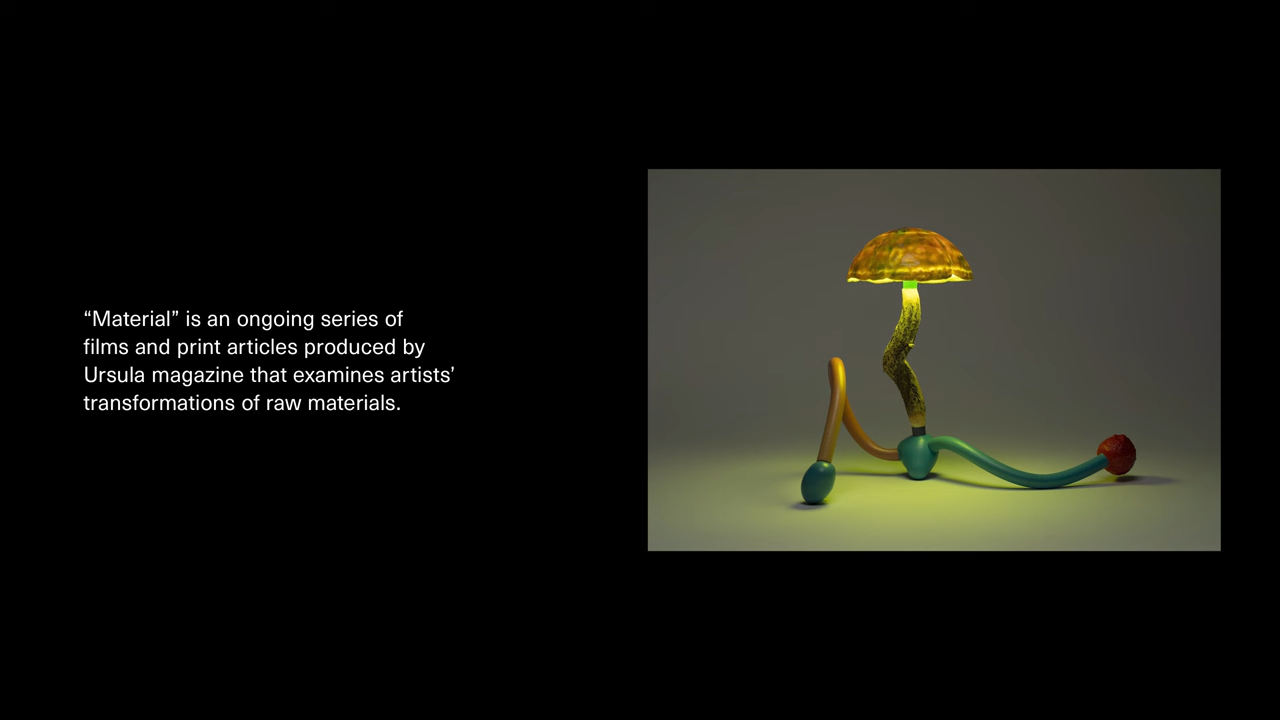 “Material” is an ongoing series of
films and print articles produced by
Ursula magazine that examines artists’
transformations of raw materials.